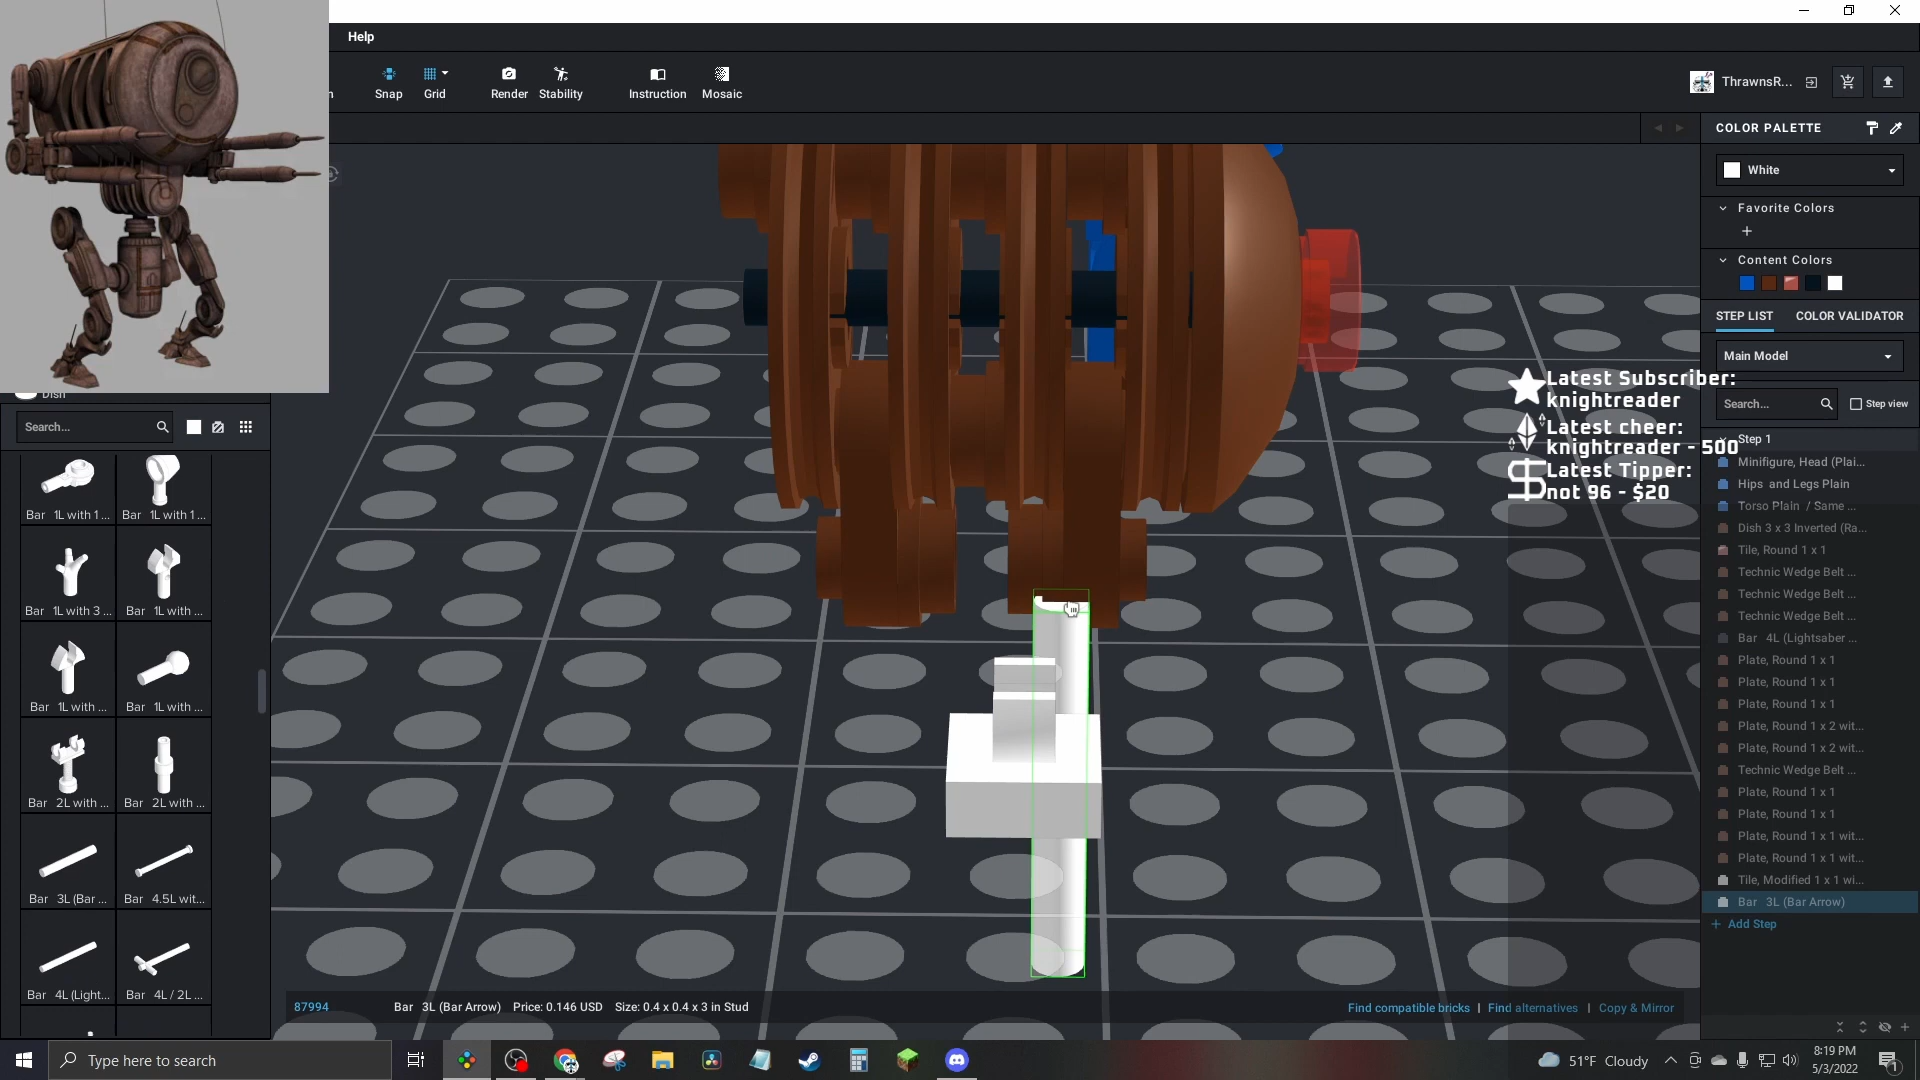 Help
n
Snap
Grid
Render
Stability
Instruction
Mosaic
ThrawnsR...
COLOR PALETTE
White
Favorite Colors
Content Colors
STEP LIST
COLOR VALIDATOR
Main Model
Search...
Step view
Latest Subscriber:
knightreader
Latest cheer:
knightreader - 500
Latest Tipper:
not 96 - $20
Step 1
Minifigure, Head (Plai...
Hips and Legs Plain
Torso Plain / Same ...
Dish 3 x 3 Inverted (Ra...
Tile, Round 1 x 1
Technic Wedge Belt ...
Technic Wedge Belt ...
Technic Wedge Belt ...
Bar 4L (Lightsaber ...
Plate, Round 1 x 1
Plate, Round 1 x 1
Plate, Round 1 x 1
Plate, Round 1 x 2 wit...
Plate, Round 1 x 2 wit...
Technic Wedge Belt ...
Plate, Round 1 x 1
Plate, Round 1 x 1
Plate, Round 1 x 1 wit...
Plate, Round 1 x 1 wit...
Tile, Modified 1 x 1 wi...
Bar 3L (Bar Arrow)
+ Add Step
Dish
Search...
Bar 1L with 1 ...
Bar 1L with 1 ...
Bar 1L with 3 ...
Bar 1L with ...
Bar 1L with ...
Bar 1L with ...
Bar 2L with ...
Bar 2L with ...
Bar 3L (Bar ...
Bar 4.5L wit...
Bar 4L (Light...
Bar 4L / 2L ...
87994 Bar 3L (Bar Arrow) Price: 0.146 USD Size: 0.4 x 0.4 x 3 in Stud
Find compatible bricks | Find alternatives | Copy & Mirror
Type here to search
51°F Cloudy
8:19 PM
5/3/2022
1